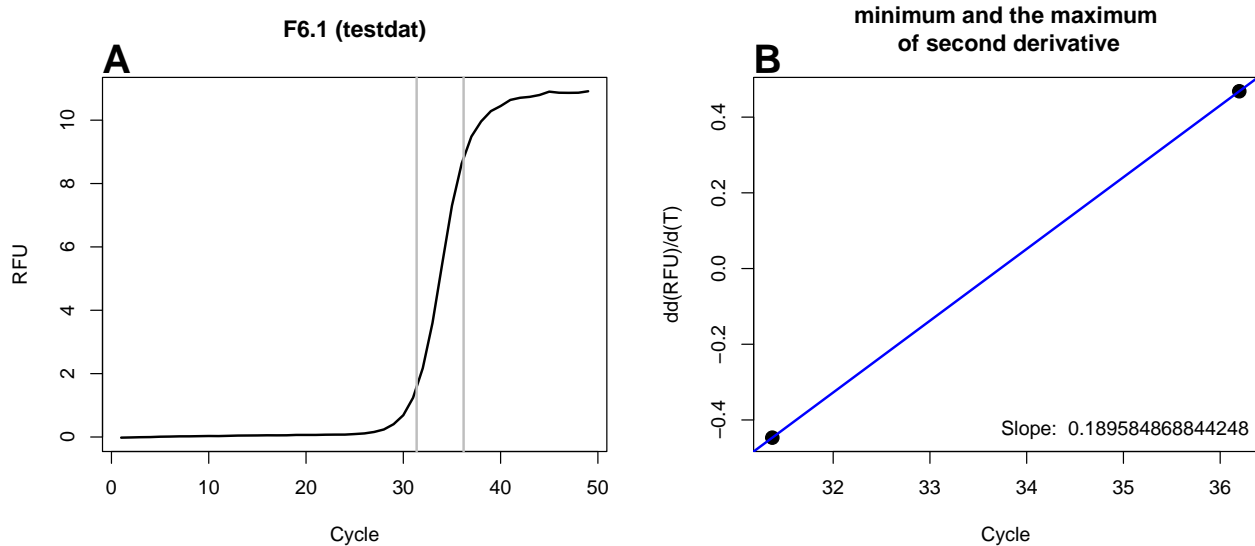 A
F6.1 (testdat)
RFU
0
2
4
6
8
10
0
10
20
30
40
50
Cycle
B
minimum and the maximum
of second derivative
dd(RFU)/d(T)
−0.4
−0.2
0.0
0.2
0.4
Slope:  0.189584868844248
32
33
34
35
36
Cycle